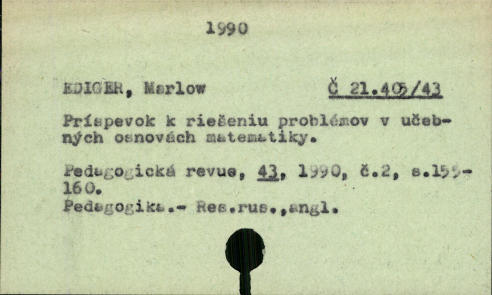 1990
EDIGER, Marlow Č 21.405/43
Príspevok k riešeniu problémov v učeb-
ných osnovách matematiky.
Pedagogická revue, 43, 1990, č.2, s.155-
160.
Pedagogika.- Res.rus.,angl.